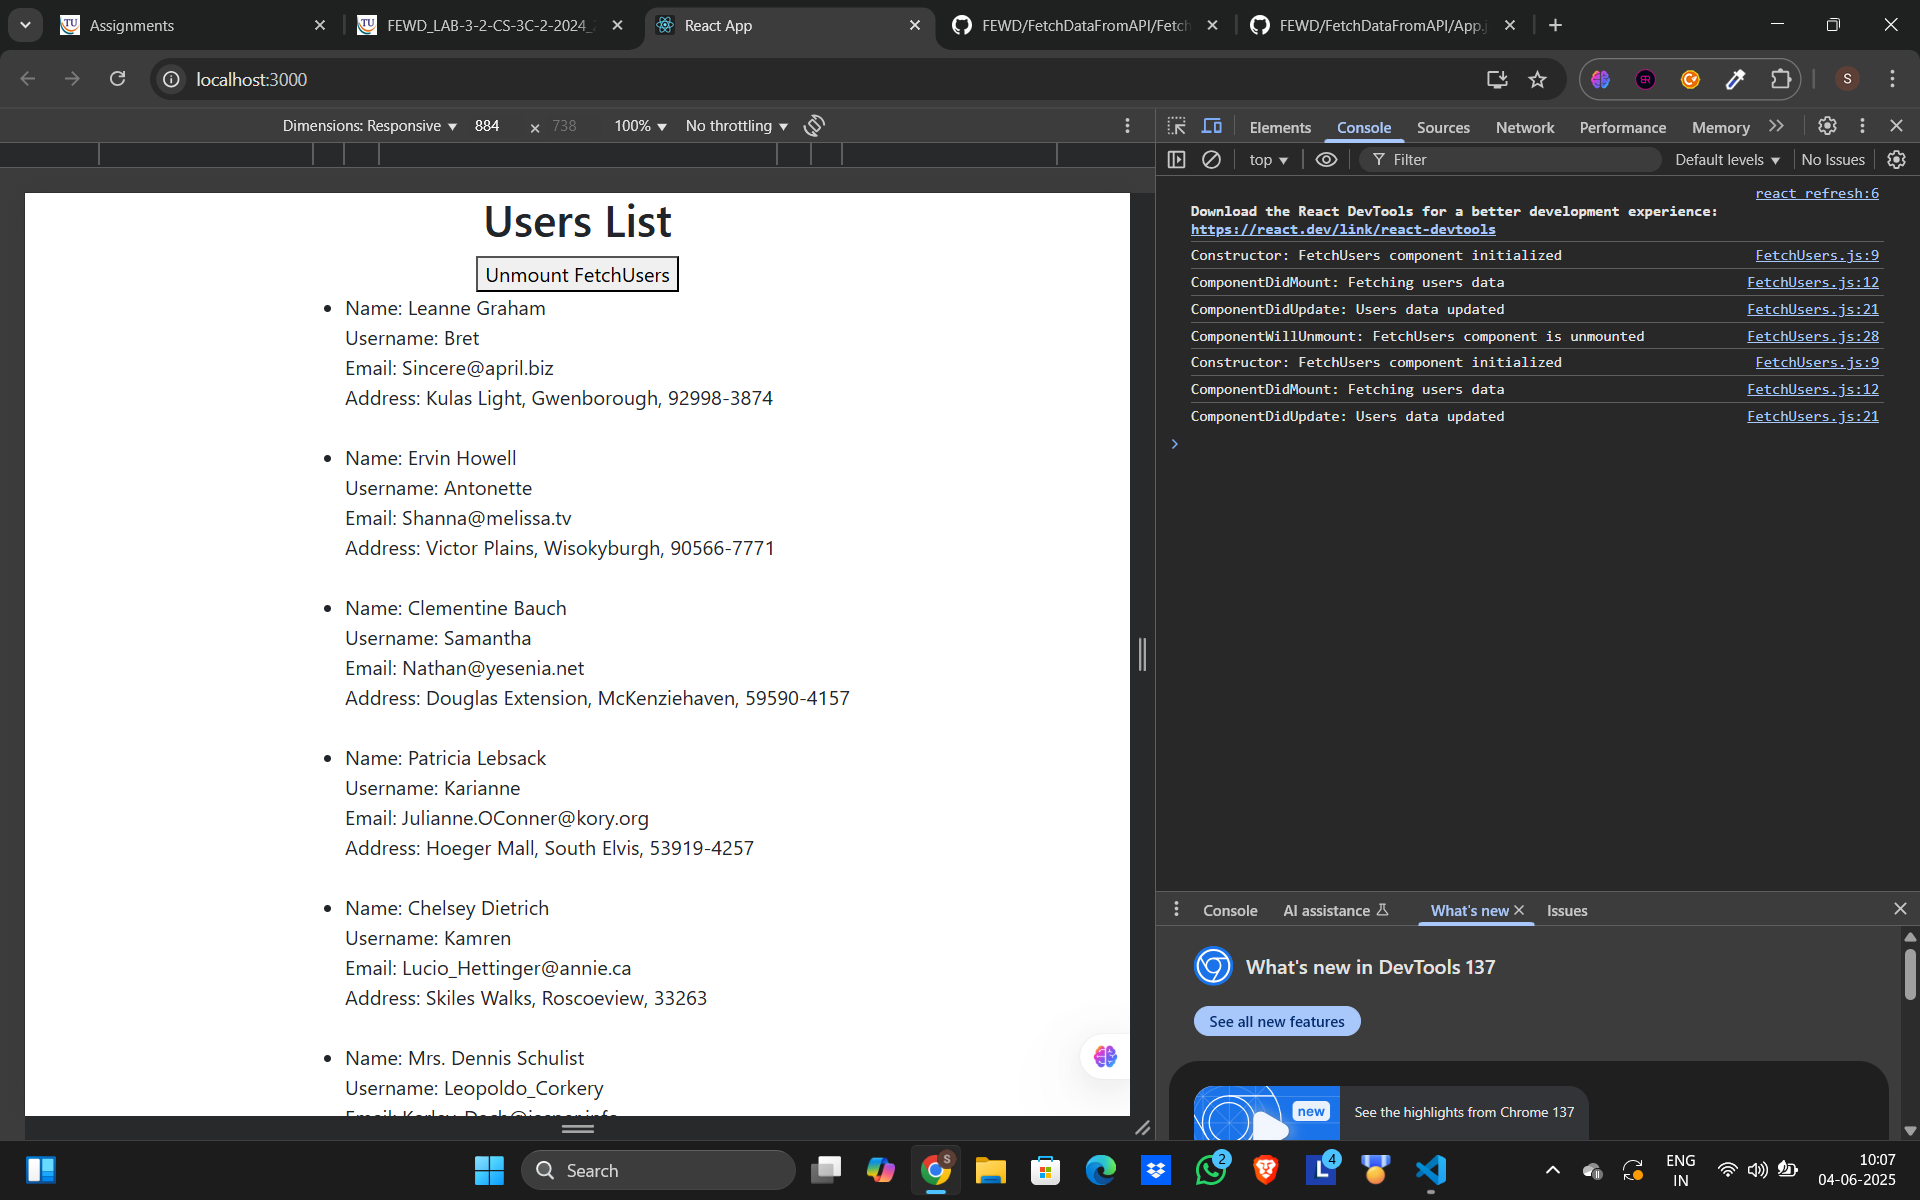 Assignments
FEWD_LAB-3-2-CS-3C-2-2024_
React App
FEWD/FetchDataFromAPI/Fetch
FEWD/FetchDataFromAPI/App.j
localhost:3000
S
Dimensions: Responsive
884
×
738
100%
No throttling
Elements
Console
Sources
Network
Performance
Memory
top
Filter
Default levels
No Issues
Users List
Unmount FetchUsers
• Name: Leanne Graham
Username: Bret
Email: Sincere@april.biz
Address: Kulas Light, Gwenborough, 92998-3874
• Name: Ervin Howell
Username: Antonette
Email: Shanna@melissa.tv
Address: Victor Plains, Wisokyburgh, 90566-7771
• Name: Clementine Bauch
Username: Samantha
Email: Nathan@yesenia.net
Address: Douglas Extension, McKenziehaven, 59590-4157
• Name: Patricia Lebsack
Username: Karianne
Email: Julianne.OConner@kory.org
Address: Hoeger Mall, South Elvis, 53919-4257
• Name: Chelsey Dietrich
Username: Kamren
Email: Lucio_Hettinger@annie.ca
Address: Skiles Walks, Roscoeview, 33263
• Name: Mrs. Dennis Schulist
Username: Leopoldo_Corkery
react refresh:6
Download the React DevTools for a better development experience:
https://react.dev/link/react-devtools
Constructor: FetchUsers component initialized FetchUsers.js:9
ComponentDidMount: Fetching users data FetchUsers.js:12
ComponentDidUpdate: Users data updated FetchUsers.js:21
ComponentWillUnmount: FetchUsers component is unmounted FetchUsers.js:28
Constructor: FetchUsers component initialized FetchUsers.js:9
ComponentDidMount: Fetching users data FetchUsers.js:12
ComponentDidUpdate: Users data updated FetchUsers.js:21
Console
AI assistance
What's new
Issues
What's new in DevTools 137
See all new features
new
See the highlights from Chrome 137
Search
S
2
4
ENG
IN
10:07
04-06-2025